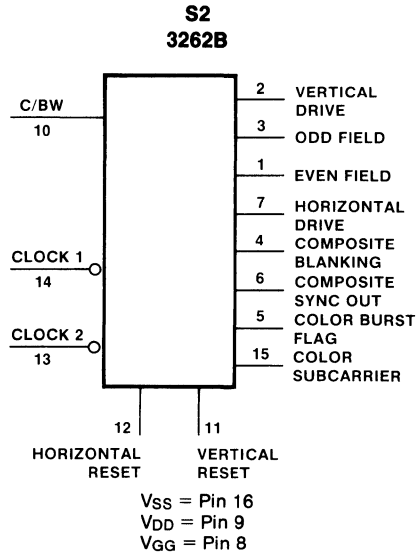 S2
3262B
C/BW
10
CLOCK 1
14
CLOCK 2
13
2 VERTICAL
DRIVE
3 ODD FIELD
1 EVEN FIELD
7 HORIZONTAL
DRIVE
4 COMPOSITE
BLANKING
6 COMPOSITE
SYNC OUT
5 COLOR BURST
FLAG
15 COLOR
SUBCARRIER
12 11
HORIZONTAL VERTICAL
RESET RESET
VSS = Pin 16
VDD = Pin 9
VGG = Pin 8